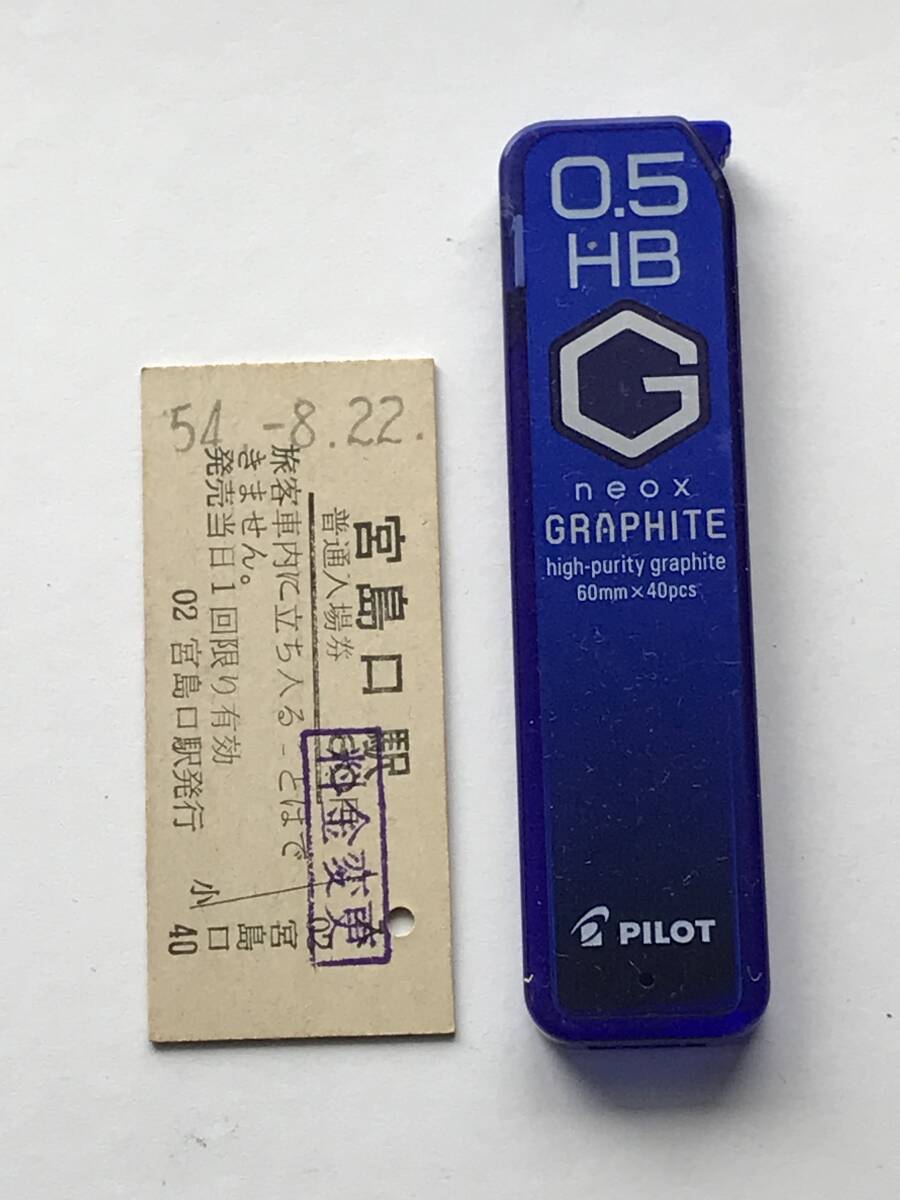 54.-8.22.
宮島口駅
普通入場券
料金変更
旅客車内に立ち入ることはで
きません。
発売当日1回限り有効
02 宮島口駅発行
02
宮島口
小
40
0.5
HB
G
neox
GRAPHITE
high-purity graphite
60mm×40pcs
PILOT